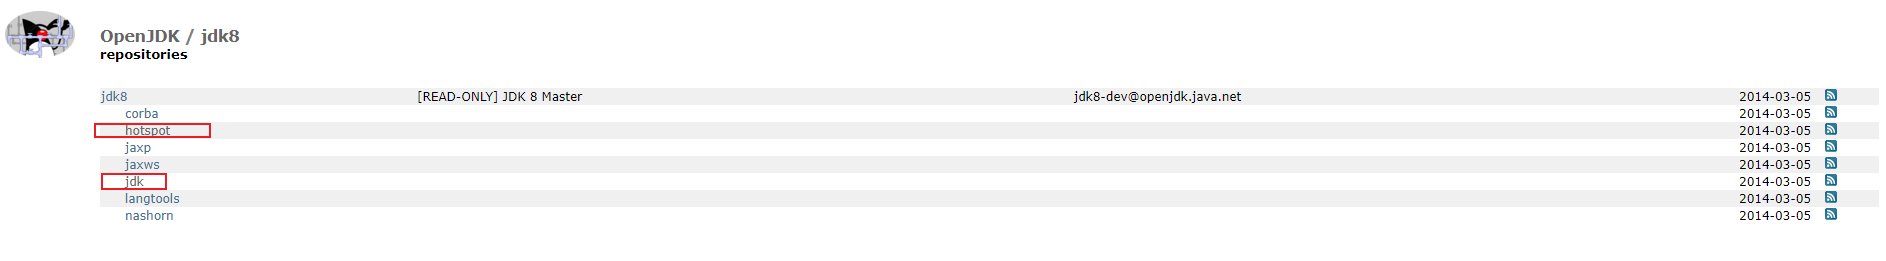 OpenJDK / jdk8
repositories
jdk8 [READ-ONLY] JDK 8 Master jdk8-dev@openjdk.java.net 2014-03-05
corba 2014-03-05
hotspot 2014-03-05
jaxp 2014-03-05
jaxws 2014-03-05
jdk 2014-03-05
langtools 2014-03-05
nashorn 2014-03-05